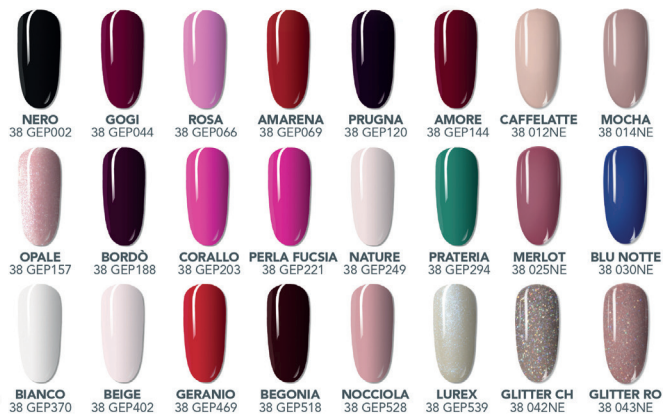 NERO GOGI ROSA AMARENA PRUGNA AMORE CAFFELATTE MOCHA
38 GEP002 38 GEP044 38 GEP066 38 GEP069 38 GEP120 38 GEP144 38 012NE 38 014NE
OPALE BORDÒ CORALLO PERLA FUCSIA NATURE PRATERIA MERLOT BLU NOTTE
38 GEP157 38 GEP188 38 GEP203 38 GEP221 38 GEP249 38 GEP294 38 025NE 38 030NE
BIANCO BEIGE GERANIO BEGONIA NOCCIOLA LUREX GLITTER CH GLITTER RO
38 GEP370 38 GEP402 38 GEP469 38 GEP518 38 GEP528 38 GEP539 38 042NE 38 043NE